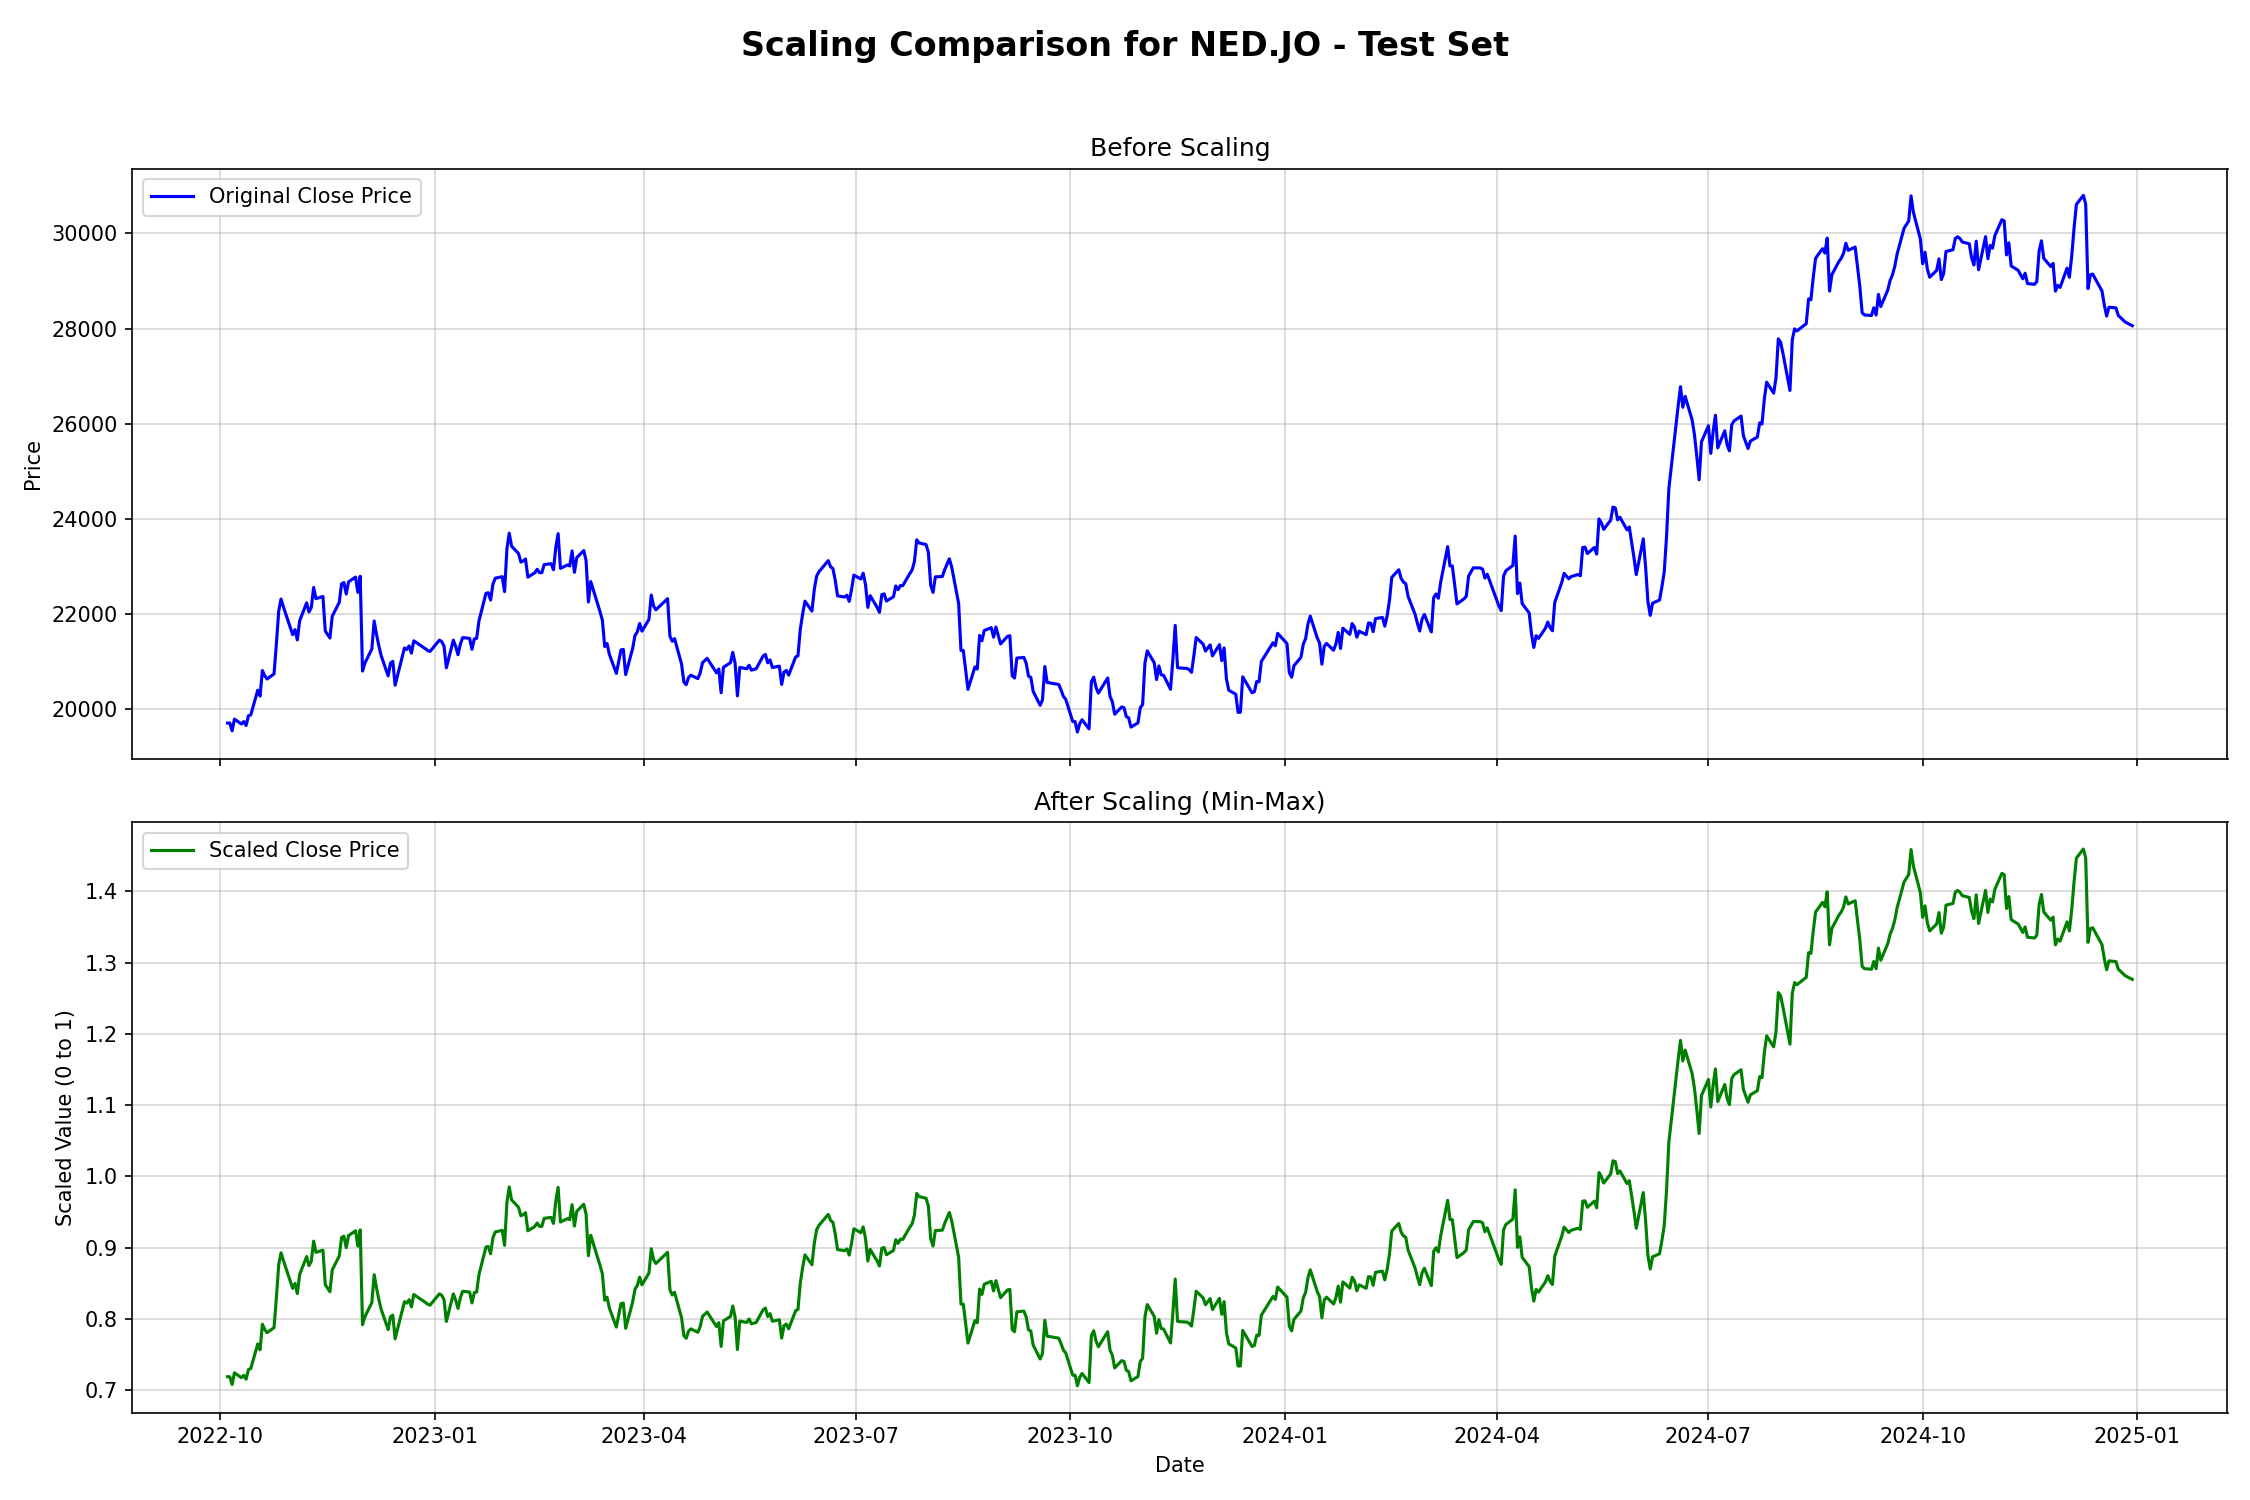 Scaling Comparison for NED.JO - Test Set
Before Scaling
Original Close Price
Price
30000
28000
26000
24000
22000
20000
After Scaling (Min-Max)
Scaled Close Price
Scaled Value (0 to 1)
1.4
1.3
1.2
1.1
1.0
0.9
0.8
0.7
2022-10 2023-01 2023-04 2023-07 2023-10 2024-01 2024-04 2024-07 2024-10 2025-01
Date